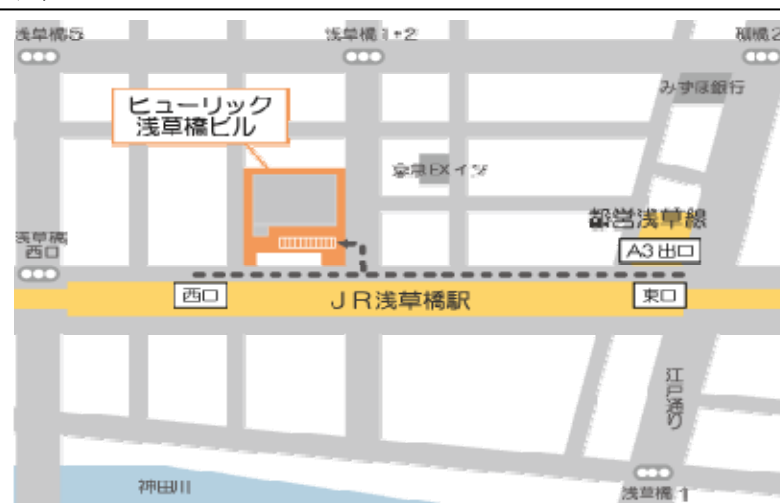 浅草橋5
浅草橋1・2
柳橋2
みずほ銀行
ヒューリック
浅草橋ビル
都営浅草線
浅草橋
西口
A3出口
西口
JR浅草橋駅
東口
江戸通り
神田川
浅草橋1